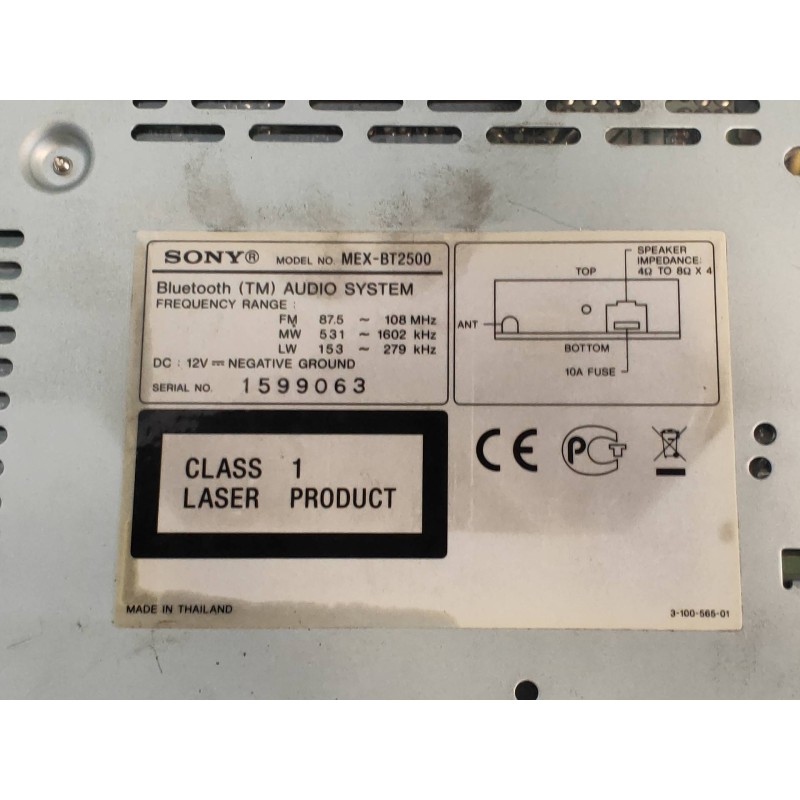 SONY® MODEL NO. MEX-BT2500
Bluetooth (TM) AUDIO SYSTEM
FREQUENCY RANGE :
FM 87.5 ~ 108 MHz
MW 531 ~ 1602 kHz
LW 153 ~ 279 kHz
DC : 12V ⎓ NEGATIVE GROUND
SERIAL NO. 1599063
SPEAKER
IMPEDANCE:
4Ω TO 8Ω X 4
TOP
ANT
BOTTOM
10A FUSE
CLASS 1
LASER PRODUCT
CE PCT
MADE IN THAILAND
3-100-565-01